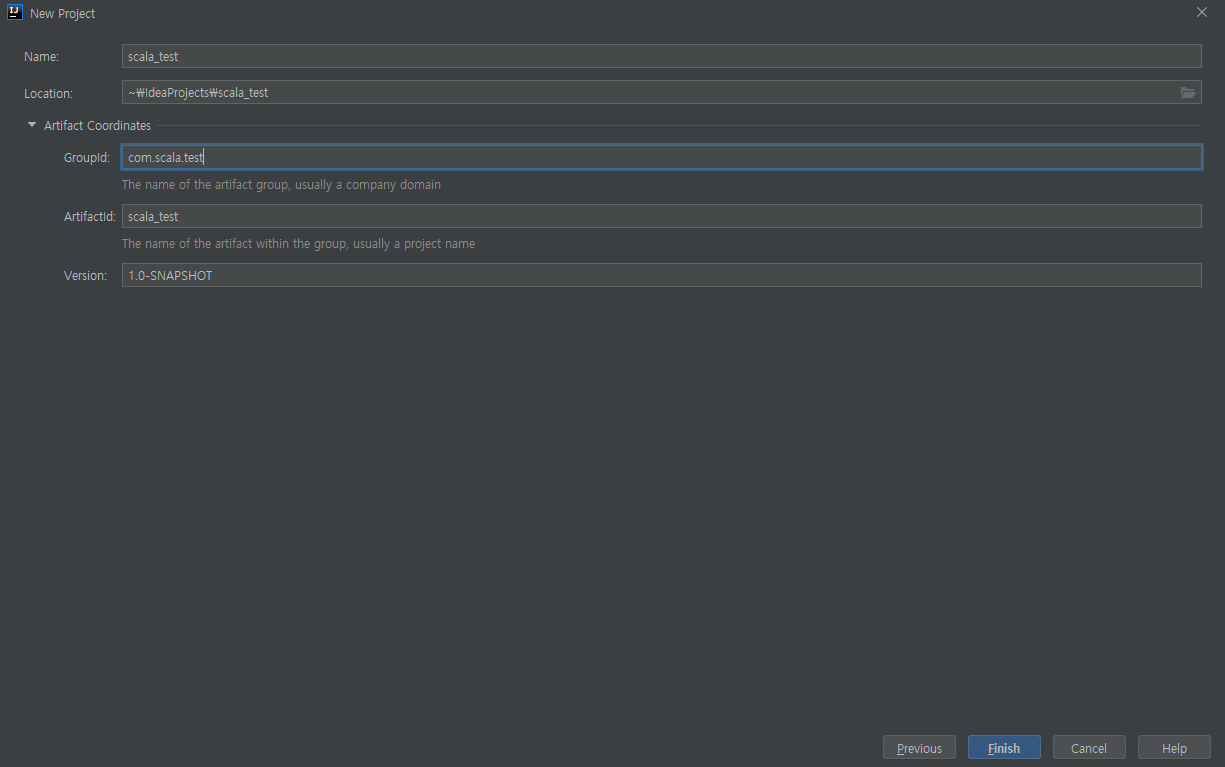 IJ
New Project
Name: scala_test
Location: ~₩IdeaProjects₩scala_test
Artifact Coordinates
GroupId: com.scala.test
The name of the artifact group, usually a company domain
ArtifactId: scala_test
The name of the artifact within the group, usually a project name
Version: 1.0-SNAPSHOT
Previous Finish Cancel Help